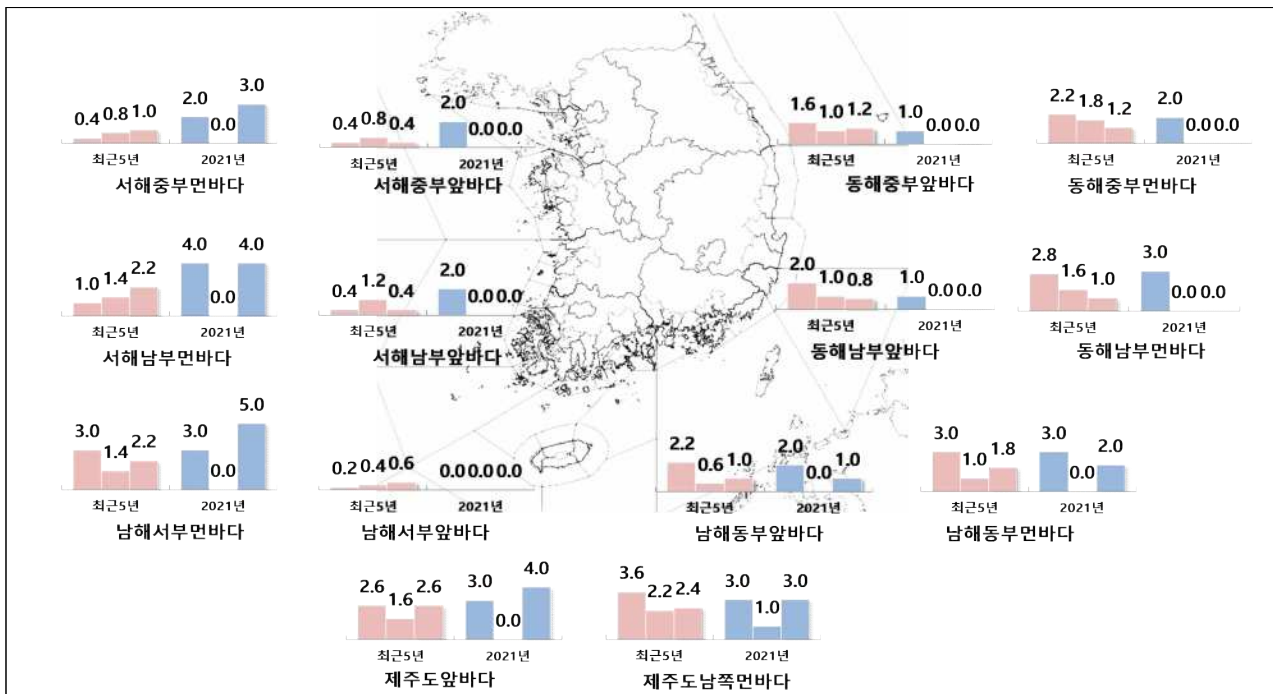 0.4 0.8 1.0 2.0 0.0 3.0
최근5년 2021년
서해중부먼바다
0.4 0.8 0.4 2.0 0.0 0.0
최근5년 2021년
서해중부앞바다
1.6 1.0 1.2 1.0 0.0 0.0
최근5년 2021년
동해중부앞바다
2.2 1.8 1.2 2.0 0.0 0.0
최근5년 2021년
동해중부먼바다
1.0 1.4 2.2 4.0 0.0 4.0
최근5년 2021년
서해남부먼바다
0.4 1.2 0.4 2.0 0.0 0.0
최근5년 2021년
서해남부앞바다
2.0 1.0 0.8 1.0 0.0 0.0
최근5년 2021년
동해남부앞바다
2.8 1.6 1.0 3.0 0.0 0.0
최근5년 2021년
동해남부먼바다
3.0 1.4 2.2 3.0 0.0 5.0
최근5년 2021년
남해서부먼바다
0.2 0.4 0.6 0.0 0.0 0.0
최근5년 2021년
남해서부앞바다
2.2 0.6 1.0 2.0 0.0 1.0
최근5년 2021년
남해동부앞바다
3.0 1.0 1.8 3.0 0.0 2.0
최근5년 2021년
남해동부먼바다
2.6 1.6 2.6 3.0 0.0 4.0
최근5년 2021년
제주도앞바다
3.6 2.2 2.4 3.0 1.0 3.0
최근5년 2021년
제주도남쪽먼바다